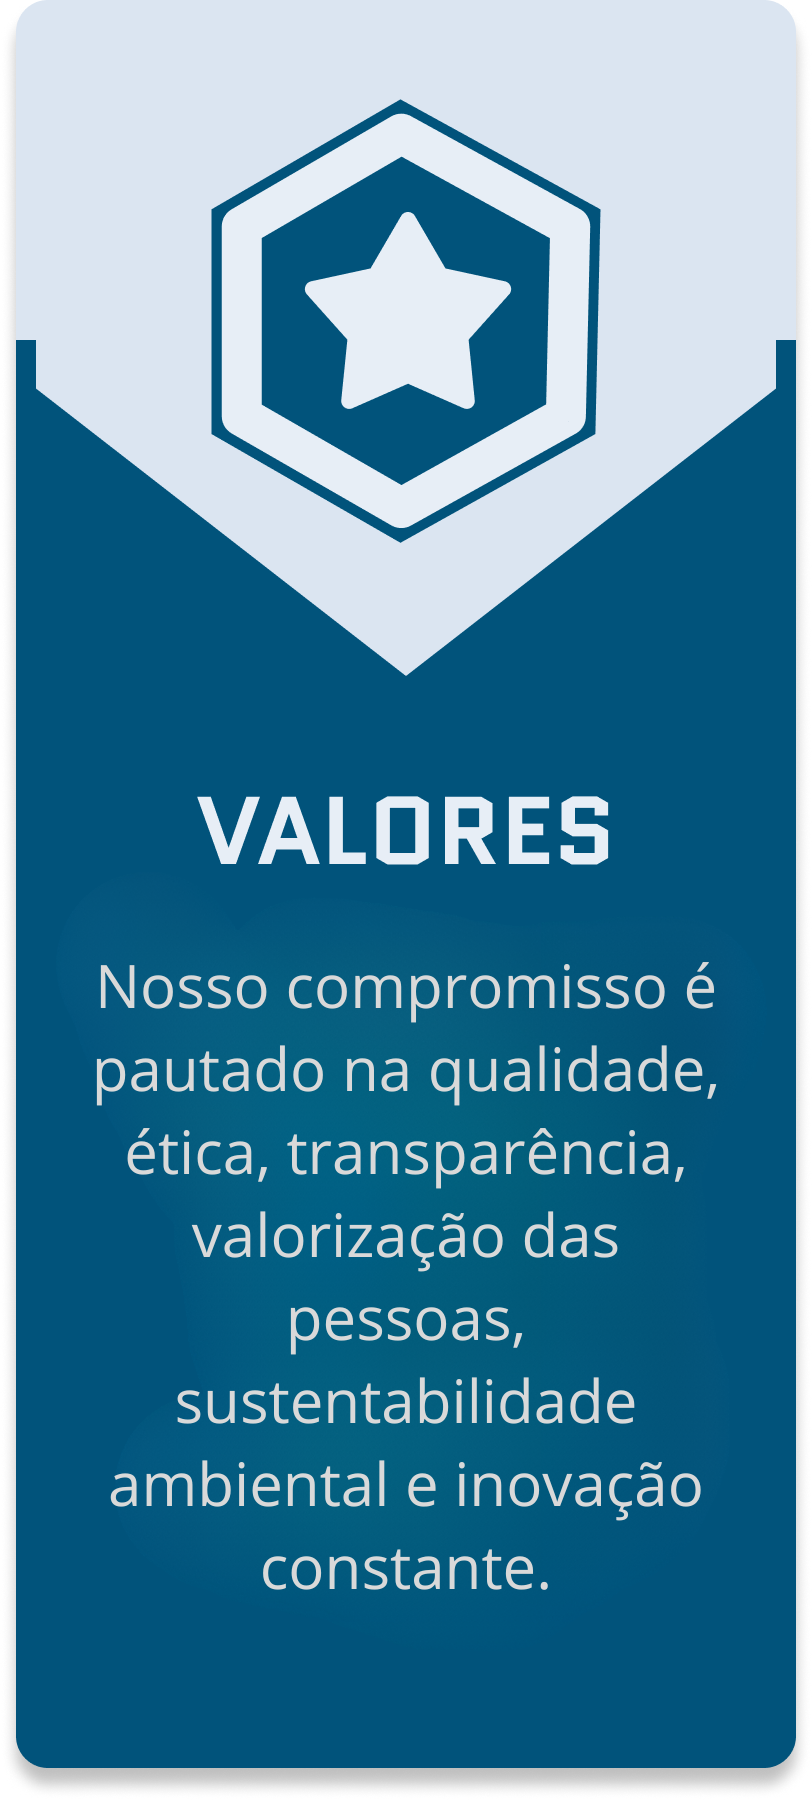 VALORES
Nosso compromisso é
pautado na qualidade,
ética, transparência,
valorização das
pessoas,
sustentabilidade
ambiental e inovação
constante.